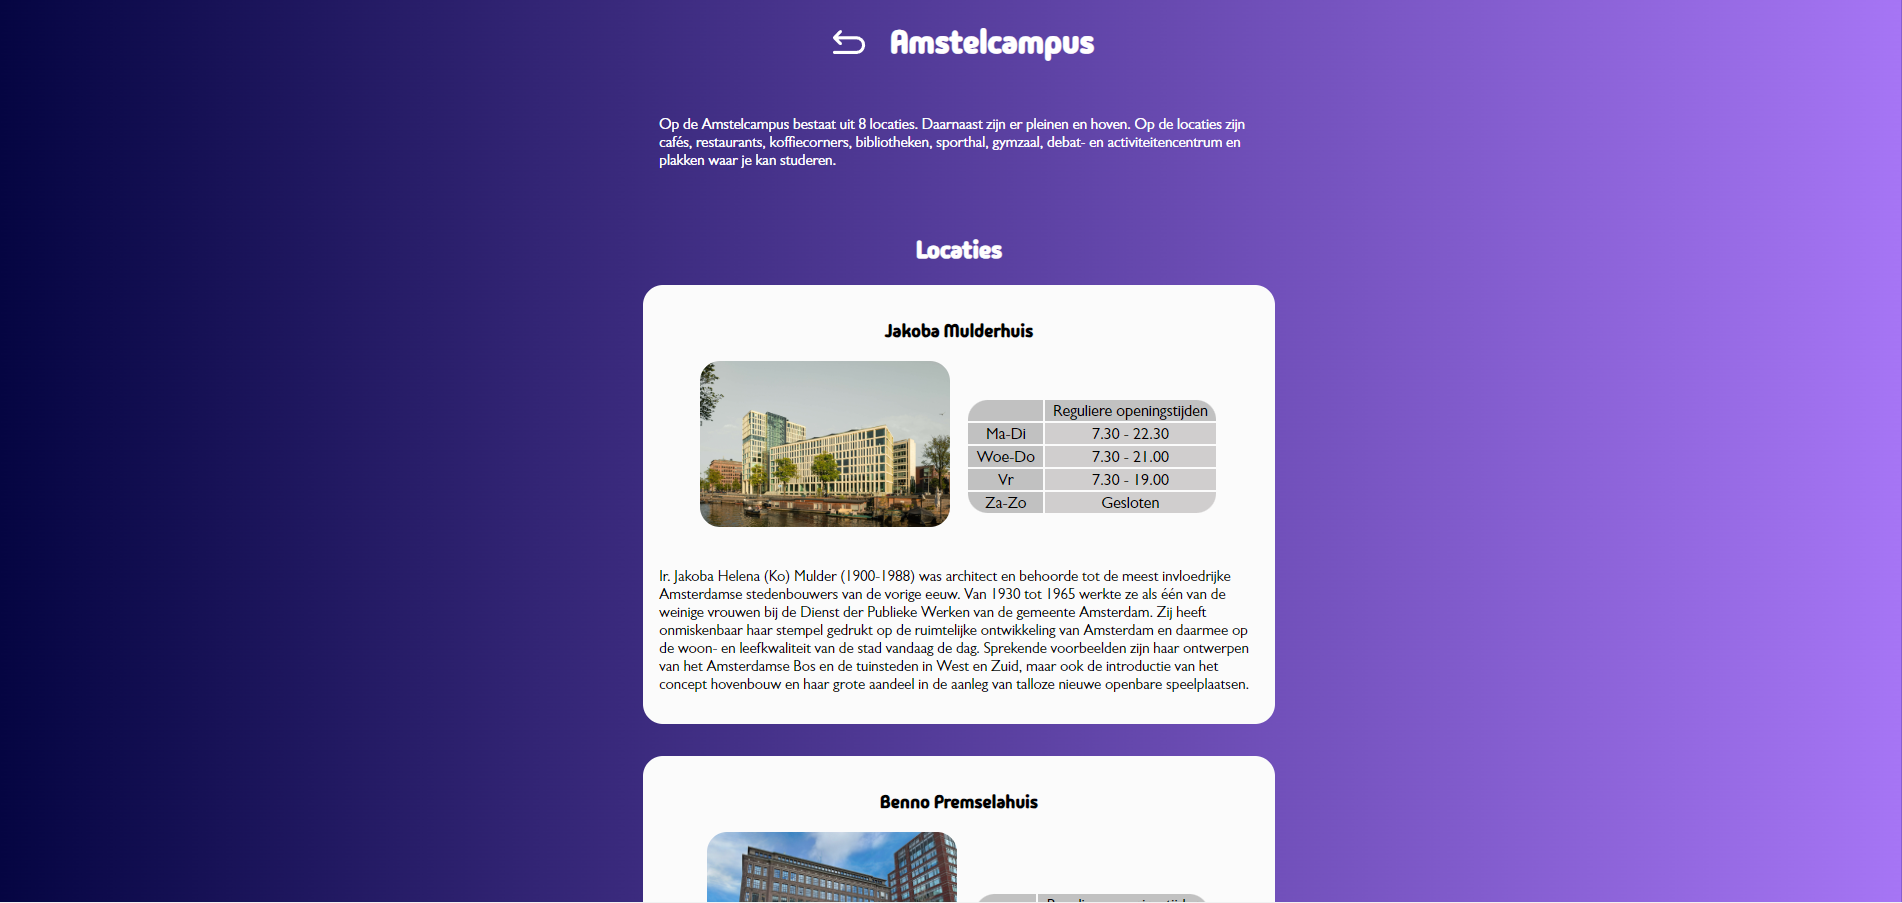 Amstelcampus
Op de Amstelcampus bestaat uit 8 locaties. Daarnaast zijn er pleinen en hoven. Op de locaties zijn
cafés, restaurants, koffiecorners, bibliotheken, sporthal, gymzaal, debat- en activiteitencentrum en
plakken waar je kan studeren.
Locaties
Jakoba Mulderhuis
Reguliere openingstijden
Ma-Di 7.30 - 22.30
Woe-Do 7.30 - 21.00
Vr 7.30 - 19.00
Za-Zo Gesloten
Ir. Jakoba Helena (Ko) Mulder (1900-1988) was architect en behoorde tot de meest invloedrijke
Amsterdamse stedenbouwers van de vorige eeuw. Van 1930 tot 1965 werkte ze als één van de
weinige vrouwen bij de Dienst der Publieke Werken van de gemeente Amsterdam. Zij heeft
onmiskenbaar haar stempel gedrukt op de ruimtelijke ontwikkeling van Amsterdam en daarmee op
de woon- en leefkwaliteit van de stad vandaag de dag. Sprekende voorbeelden zijn haar ontwerpen
van het Amsterdamse Bos en de tuinsteden in West en Zuid, maar ook de introductie van het
concept hovenbouw en haar grote aandeel in de aanleg van talloze nieuwe openbare speelplaatsen.
Benno Premselahuis